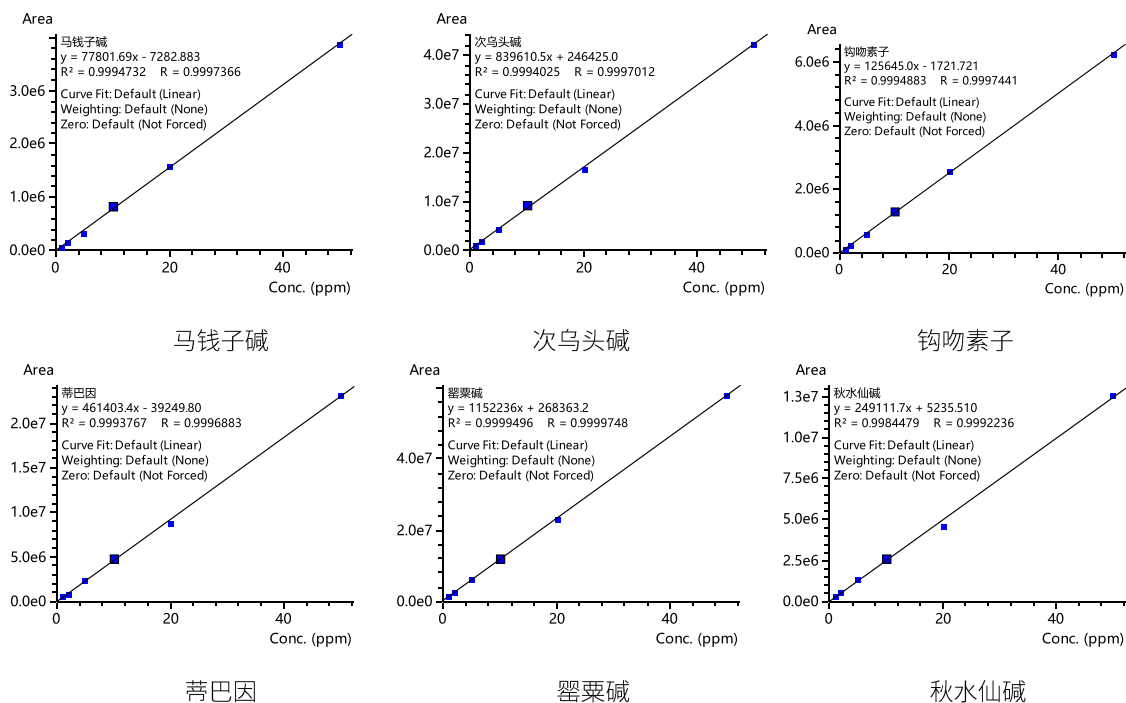 Area
马钱子碱
y = 77801.69x - 7282.883
R² = 0.9994732 R = 0.9997366
Curve Fit: Default (Linear)
Weighting: Default (None)
Zero: Default (Not Forced)
3.0e6
2.0e6
1.0e6
0.0e0
0 20 40
Conc. (ppm)
马钱子碱
Area
次乌头碱
y = 839610.5x + 246425.0
R² = 0.9994025 R = 0.9997012
Curve Fit: Default (Linear)
Weighting: Default (None)
Zero: Default (Not Forced)
4.0e7
3.0e7
2.0e7
1.0e7
0.0e0
0 20 40
Conc. (ppm)
次乌头碱
Area
钩吻素子
y = 125645.0x - 1721.721
R² = 0.9994883 R = 0.9997441
Curve Fit: Default (Linear)
Weighting: Default (None)
Zero: Default (Not Forced)
6.0e6
4.0e6
2.0e6
0.0e0
0 20 40
Conc. (ppm)
钩吻素子
Area
蒂巴因
y = 461403.4x - 39249.80
R² = 0.9993767 R = 0.9996883
Curve Fit: Default (Linear)
Weighting: Default (None)
Zero: Default (Not Forced)
2.0e7
1.5e7
1.0e7
5.0e6
0.0e0
0 20 40
Conc. (ppm)
蒂巴因
Area
罂粟碱
y = 1152236x + 268363.2
R² = 0.9999496 R = 0.9999748
Curve Fit: Default (Linear)
Weighting: Default (None)
Zero: Default (Not Forced)
4.0e7
2.0e7
0.0e0
0 20 40
Conc. (ppm)
罂粟碱
Area
秋水仙碱
y = 249111.7x + 5235.510
R² = 0.9984479 R = 0.9992236
Curve Fit: Default (Linear)
Weighting: Default (None)
Zero: Default (Not Forced)
1.3e7
1.0e7
7.5e6
5.0e6
2.5e6
0.0e0
0 20 40
Conc. (ppm)
秋水仙碱